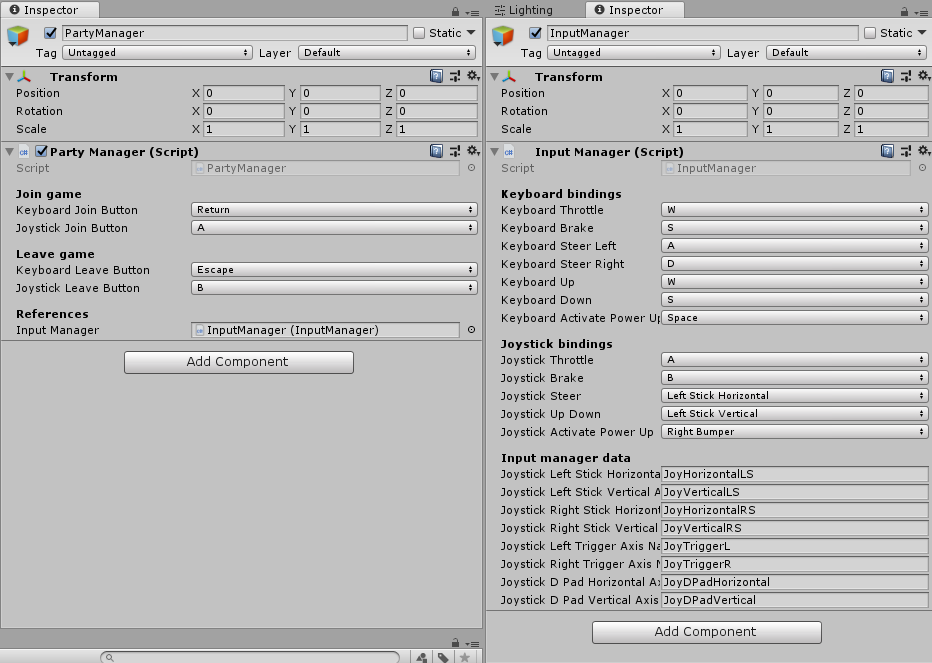 Inspector
PartyManager
Static
Tag Untagged Layer Default
Transform
Position X 0 Y 0 Z 0
Rotation X 0 Y 0 Z 0
Scale X 1 Y 1 Z 1
Party Manager (Script)
Script PartyManager
Join game
Keyboard Join Button Return
Joystick Join Button A
Leave game
Keyboard Leave Button Escape
Joystick Leave Button B
References
Input Manager InputManager (InputManager)
Add Component
Lighting Inspector
InputManager
Static
Tag Untagged Layer Default
Transform
Position X 0 Y 0 Z 0
Rotation X 0 Y 0 Z 0
Scale X 1 Y 1 Z 1
Input Manager (Script)
Script InputManager
Keyboard bindings
Keyboard Throttle W
Keyboard Brake S
Keyboard Steer Left A
Keyboard Steer Right D
Keyboard Up W
Keyboard Down S
Keyboard Activate Power Up Space
Joystick bindings
Joystick Throttle A
Joystick Brake B
Joystick Steer Left Stick Horizontal
Joystick Up Down Left Stick Vertical
Joystick Activate Power Up Right Bumper
Input manager data
Joystick Left Stick Horizonta JoyHorizontalLS
Joystick Left Stick Vertical A JoyVerticalLS
Joystick Right Stick Horizont JoyHorizontalRS
Joystick Right Stick Vertical JoyVerticalRS
Joystick Left Trigger Axis Na JoyTriggerL
Joystick Right Trigger Axis N JoyTriggerR
Joystick D Pad Horizontal Ax JoyDPadHorizontal
Joystick D Pad Vertical Axis JoyDPadVertical
Add Component